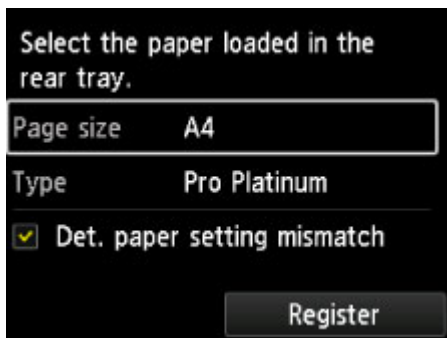 Select the paper loaded in the
rear tray.
Page size A4
Type Pro Platinum
Det. paper setting mismatch
Register